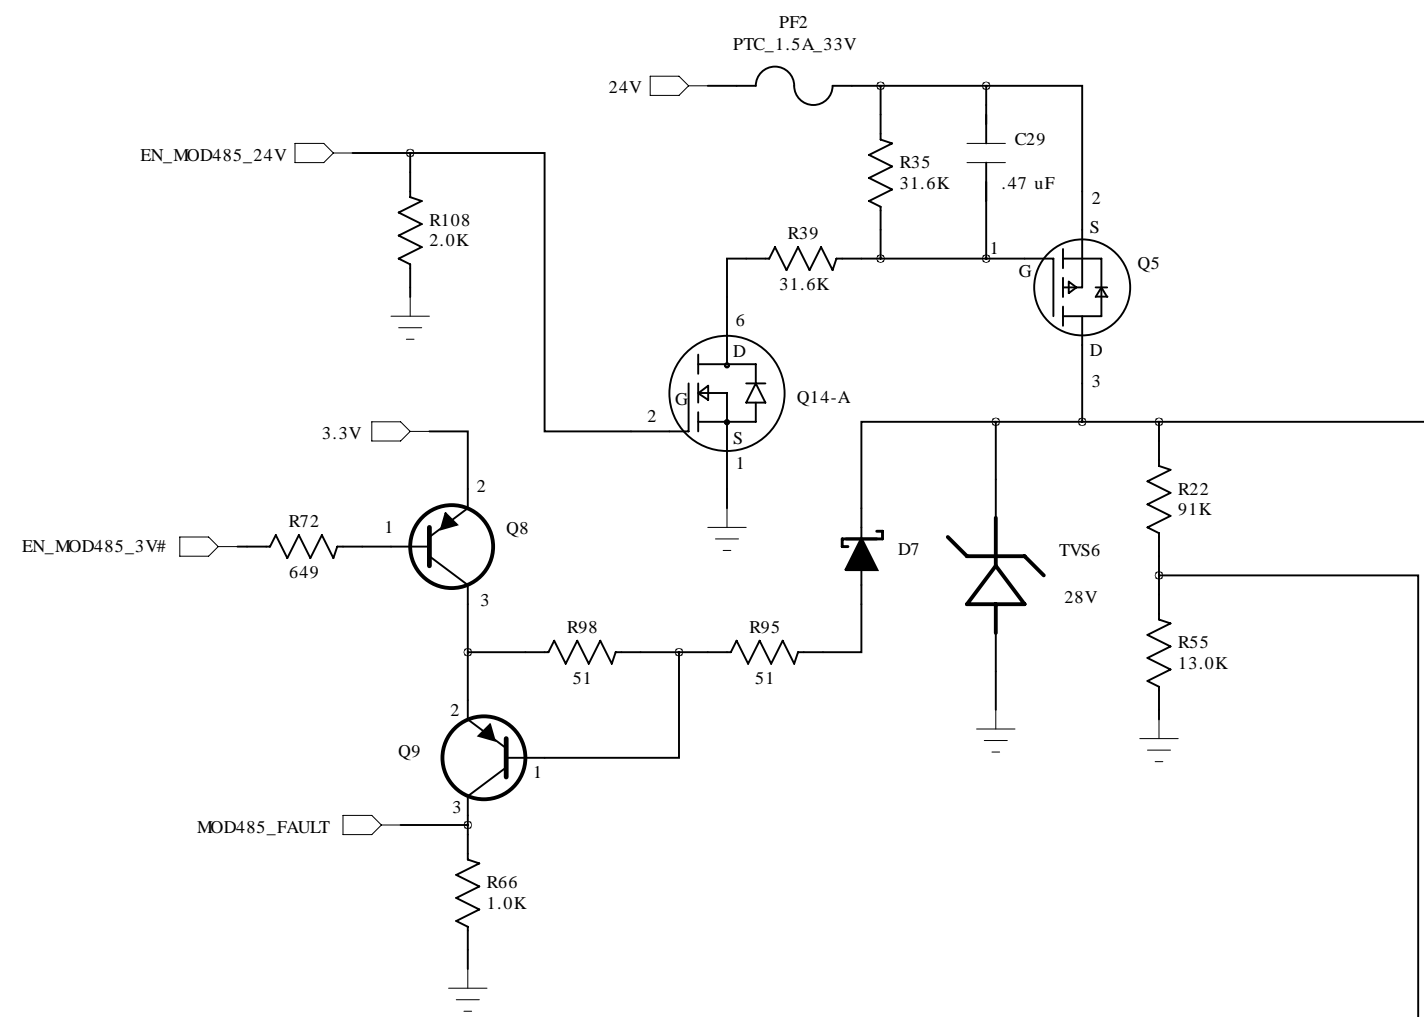 PF2
PTC_1.5A_33V
24V
EN_MOD485_24V
C29
R35
31.6K
.47 uF
2
R108
2.0K
S
R39
1
Q5
G
31.6K
6
D
D
3
Q14-A
G
2
3.3V
S
1
2
R22
91K
R72
1
Q8
EN_MOD485_3V#
649
D7
TVS6
28V
3
R98
R95
R55
13.0K
51
51
2
Q9
1
3
MOD485_FAULT
R66
1.0K